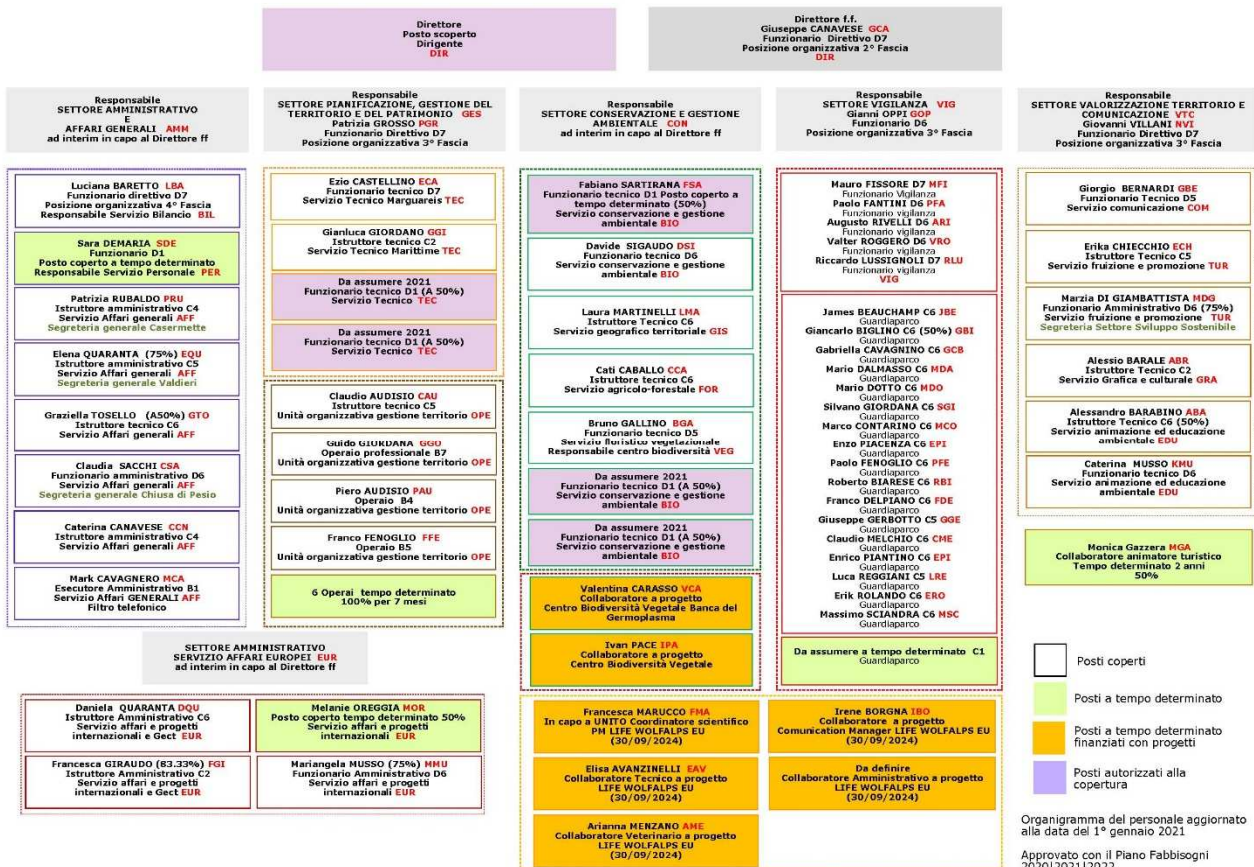 Direttore
Posto scoperto
Dirigente
DIR
Direttore f.f.
Giuseppe CANAVESE GCA
Funzionario Direttivo D7
Posizione organizzativa 2° Fascia
DIR
Responsabile
SETTORE AMMINISTRATIVO
E
AFFARI GENERALI AMM
ad interim in capo al Direttore ff
Responsabile
SETTORE PIANIFICAZIONE, GESTIONE DEL
TERRITORIO E DEL PATRIMONIO GES
Patrizia GROSSO PGR
Funzionario Direttivo D7
Posizione organizzativa 3° Fascia
Responsabile
SETTORE CONSERVAZIONE E GESTIONE
AMBIENTALE CON
ad interim in capo al Direttore ff
Responsabile
SETTORE VIGILANZA VIG
Gianni OPPI GOP
Funzionario D6
Posizione organizzativa 3° Fascia
Responsabile
SETTORE VALORIZZAZIONE TERRITORIO E
COMUNICAZIONE VTC
Giovanni VILLANI NVI
Funzionario Direttivo D7
Posizione organizzativa 3° Fascia
Luciana BARETTO LBA
Funzionario direttivo D7
Posizione organizzativa 4° Fascia
Responsabile Servizio Bilancio BIL
Sara DEMARIA SDE
Funzionario D1
Posto coperto a tempo determinato
Responsabile Servizio Personale PER
Patrizia RUBALDO PRU
Istruttore amministrativo C4
Servizio Affari generali AFF
Segreteria generale Casermette
Elena QUARANTA (75%) EQU
Istruttore amministrativo C5
Servizio Affari generali AFF
Segreteria generale Valdieri
Graziella TOSELLO (A50%) GTO
Istruttore tecnico C6
Servizio Affari generali AFF
Claudia SACCHI CSA
Funzionario amministrativo D6
Servizio Affari generali AFF
Segreteria generale Chiusa di Pesio
Caterina CANAVESE CCN
Istruttore amministrativo C4
Servizio Affari generali AFF
Mark CAVAGNERO MCA
Esecutore Amministrativo B1
Servizio Affari GENERALI AFF
Filtro telefonico
Ezio CASTELLINO ECA
Funzionario tecnico D7
Servizio Tecnico Marguareis TEC
Gianluca GIORDANO GGI
Istruttore tecnico C2
Servizio Tecnico Marittime TEC
Da assumere 2021
Funzionario tecnico D1 (A 50%)
Servizio Tecnico TEC
Da assumere 2021
Funzionario tecnico D1 (A 50%)
Servizio Tecnico TEC
Claudio AUDISIO CAU
Istruttore tecnico C5
Unità organizzativa gestione territorio OPE
Guido GIORDANA GGO
Operaio professionale B7
Unità organizzativa gestione territorio OPE
Piero AUDISIO PAU
Operaio B4
Unità organizzativa gestione territorio OPE
Franco FENOGLIO FFE
Operaio B5
Unità organizzativa gestione territorio OPE
6 Operai tempo determinato
100% per 7 mesi
Fabiano SARTIRANA FSA
Funzionario tecnico D1 Posto coperto a
tempo determinato (50%)
Servizio conservazione e gestione
ambientale BIO
Davide SIGAUDO DSI
Funzionario tecnico D6
Servizio conservazione e gestione
ambientale BIO
Laura MARTINELLI LMA
Istruttore Tecnico C6
Servizio geografico territoriale GIS
Cati CABALLO CCA
Istruttore tecnico C6
Servizio agricolo-forestale FOR
Bruno GALLINO BGA
Funzionario tecnico D5
Servizio floristico vegetazionale
Responsabile centro biodiversità VEG
Da assumere 2021
Funzionario tecnico D1 (A 50%)
Servizio conservazione e gestione
ambientale BIO
Da assumere 2021
Funzionario tecnico D1 (A 50%)
Servizio conservazione e gestione
ambientale BIO
Valentina CARASSO VCA
Collaboratore a progetto
Centro Biodiversità Vegetale Banca del
Germoplasma
Ivan PACE IPA
Collaboratore a progetto
Centro Biodiversità Vegetale
Mauro FISSORE D7 MFI
Funzionario Vigilanza
Paolo FANTINI D6 PFA
Funzionario vigilanza
Augusto RIVELLI D6 ARI
Funzionario vigilanza
Valter ROGGERO D6 VRO
Funzionario vigilanza
Riccardo LUSSIGNOLI D7 RLU
Funzionario vigilanza
VIG
James BEAUCHAMP C6 JBE
Guardiaparco
Giancarlo BIGLINO C6 (50%) GBI
Guardiaparco
Gabriella CAVAGNINO C6 GCB
Guardiaparco
Mario DALMASSO C6 MDA
Guardiaparco
Mario DOTTO C6 MDO
Guardiaparco
Silvano GIORDANA C6 SGI
Guardiaparco
Marco CONTARINO C6 MCO
Guardiaparco
Enzo PIACENZA C6 EPI
Guardiaparco
Paolo FENOGLIO C6 PFE
Guardiaparco
Roberto BIARESE C6 RBI
Guardiaparco
Franco DELPIANO C6 FDE
Guardiaparco
Giuseppe GERBOTTO C5 GGE
Guardiaparco
Claudio MELCHIO C6 CME
Guardiaparco
Enrico PIANTINO C6 EPI
Guardiaparco
Luca REGGIANI C5 LRE
Guardiaparco
Erik ROLANDO C6 ERO
Guardiaparco
Massimo SCIANDRA C6 MSC
Guardiaparco
Da assumere a tempo determinato C1
Guardiaparco
Giorgio BERNARDI GBE
Funzionario Tecnico D5
Servizio comunicazione COM
Erika CHIECCHIO ECH
Istruttore Tecnico C5
Servizio fruizione e promozione TUR
Marzia DI GIAMBATTISTA MDG
Funzionario Amministrativo D6 (75%)
Servizio fruizione e promozione TUR
Segreteria Settore Sviluppo Sostenibile
Alessio BARALE ABR
Istruttore Tecnico C2
Servizio Grafica e culturale GRA
Alessandro BARABINO ABA
Istruttore Tecnico C6 (50%)
Servizio animazione ed educazione
ambientale EDU
Caterina MUSSO KMU
Funzionario tecnico D6
Servizio animazione ed educazione
ambientale EDU
Monica Gazzera MGA
Collaboratore animatore turistico
Tempo determinato 2 anni
50%
SETTORE AMMINISTRATIVO
SERVIZIO AFFARI EUROPEI EUR
ad interim in capo al Direttore ff
Daniela QUARANTA DQU
Istruttore Amministrativo C6
Servizio affari e progetti
internazionali e Gect EUR
Melanie OREGGIA MOR
Posto coperto tempo determinato 50%
Servizio affari e progetti
internazionali EUR
Francesca GIRAUDO (83.33%) FGI
Istruttore Amministrativo C2
Servizio affari e progetti
internazionali e Gect EUR
Mariangela MUSSO (75%) MMU
Funzionario Amministrativo D6
Servizio affari e progetti
internazionali EUR
Francesca MARUCCO FMA
In capo a UNITO Coordinatore scientifico
PM LIFE WOLFALPS EU
(30/09/2024)
Irene BORGNA IBO
Collaboratore a progetto
Comunication Manager LIFE WOLFALPS EU
(30/09/2024)
Elisa AVANZINELLI EAV
Collaboratore Tecnico a progetto
LIFE WOLFALPS EU
(30/09/2024)
Da definire
Collaboratore Amministrativo a progetto
LIFE WOLFALPS EU
(30/09/2024)
Arianna MENZANO AME
Collaboratore Veterinario a progetto
LIFE WOLFALPS EU
(30/09/2024)
Posti coperti
Posti a tempo determinato
Posti a tempo determinato
finanziati con progetti
Posti autorizzati alla
copertura
Organigramma del personale aggiornato
alla data del 1° gennaio 2021
Approvato con il Piano Fabbisogni
2020|2021|2022